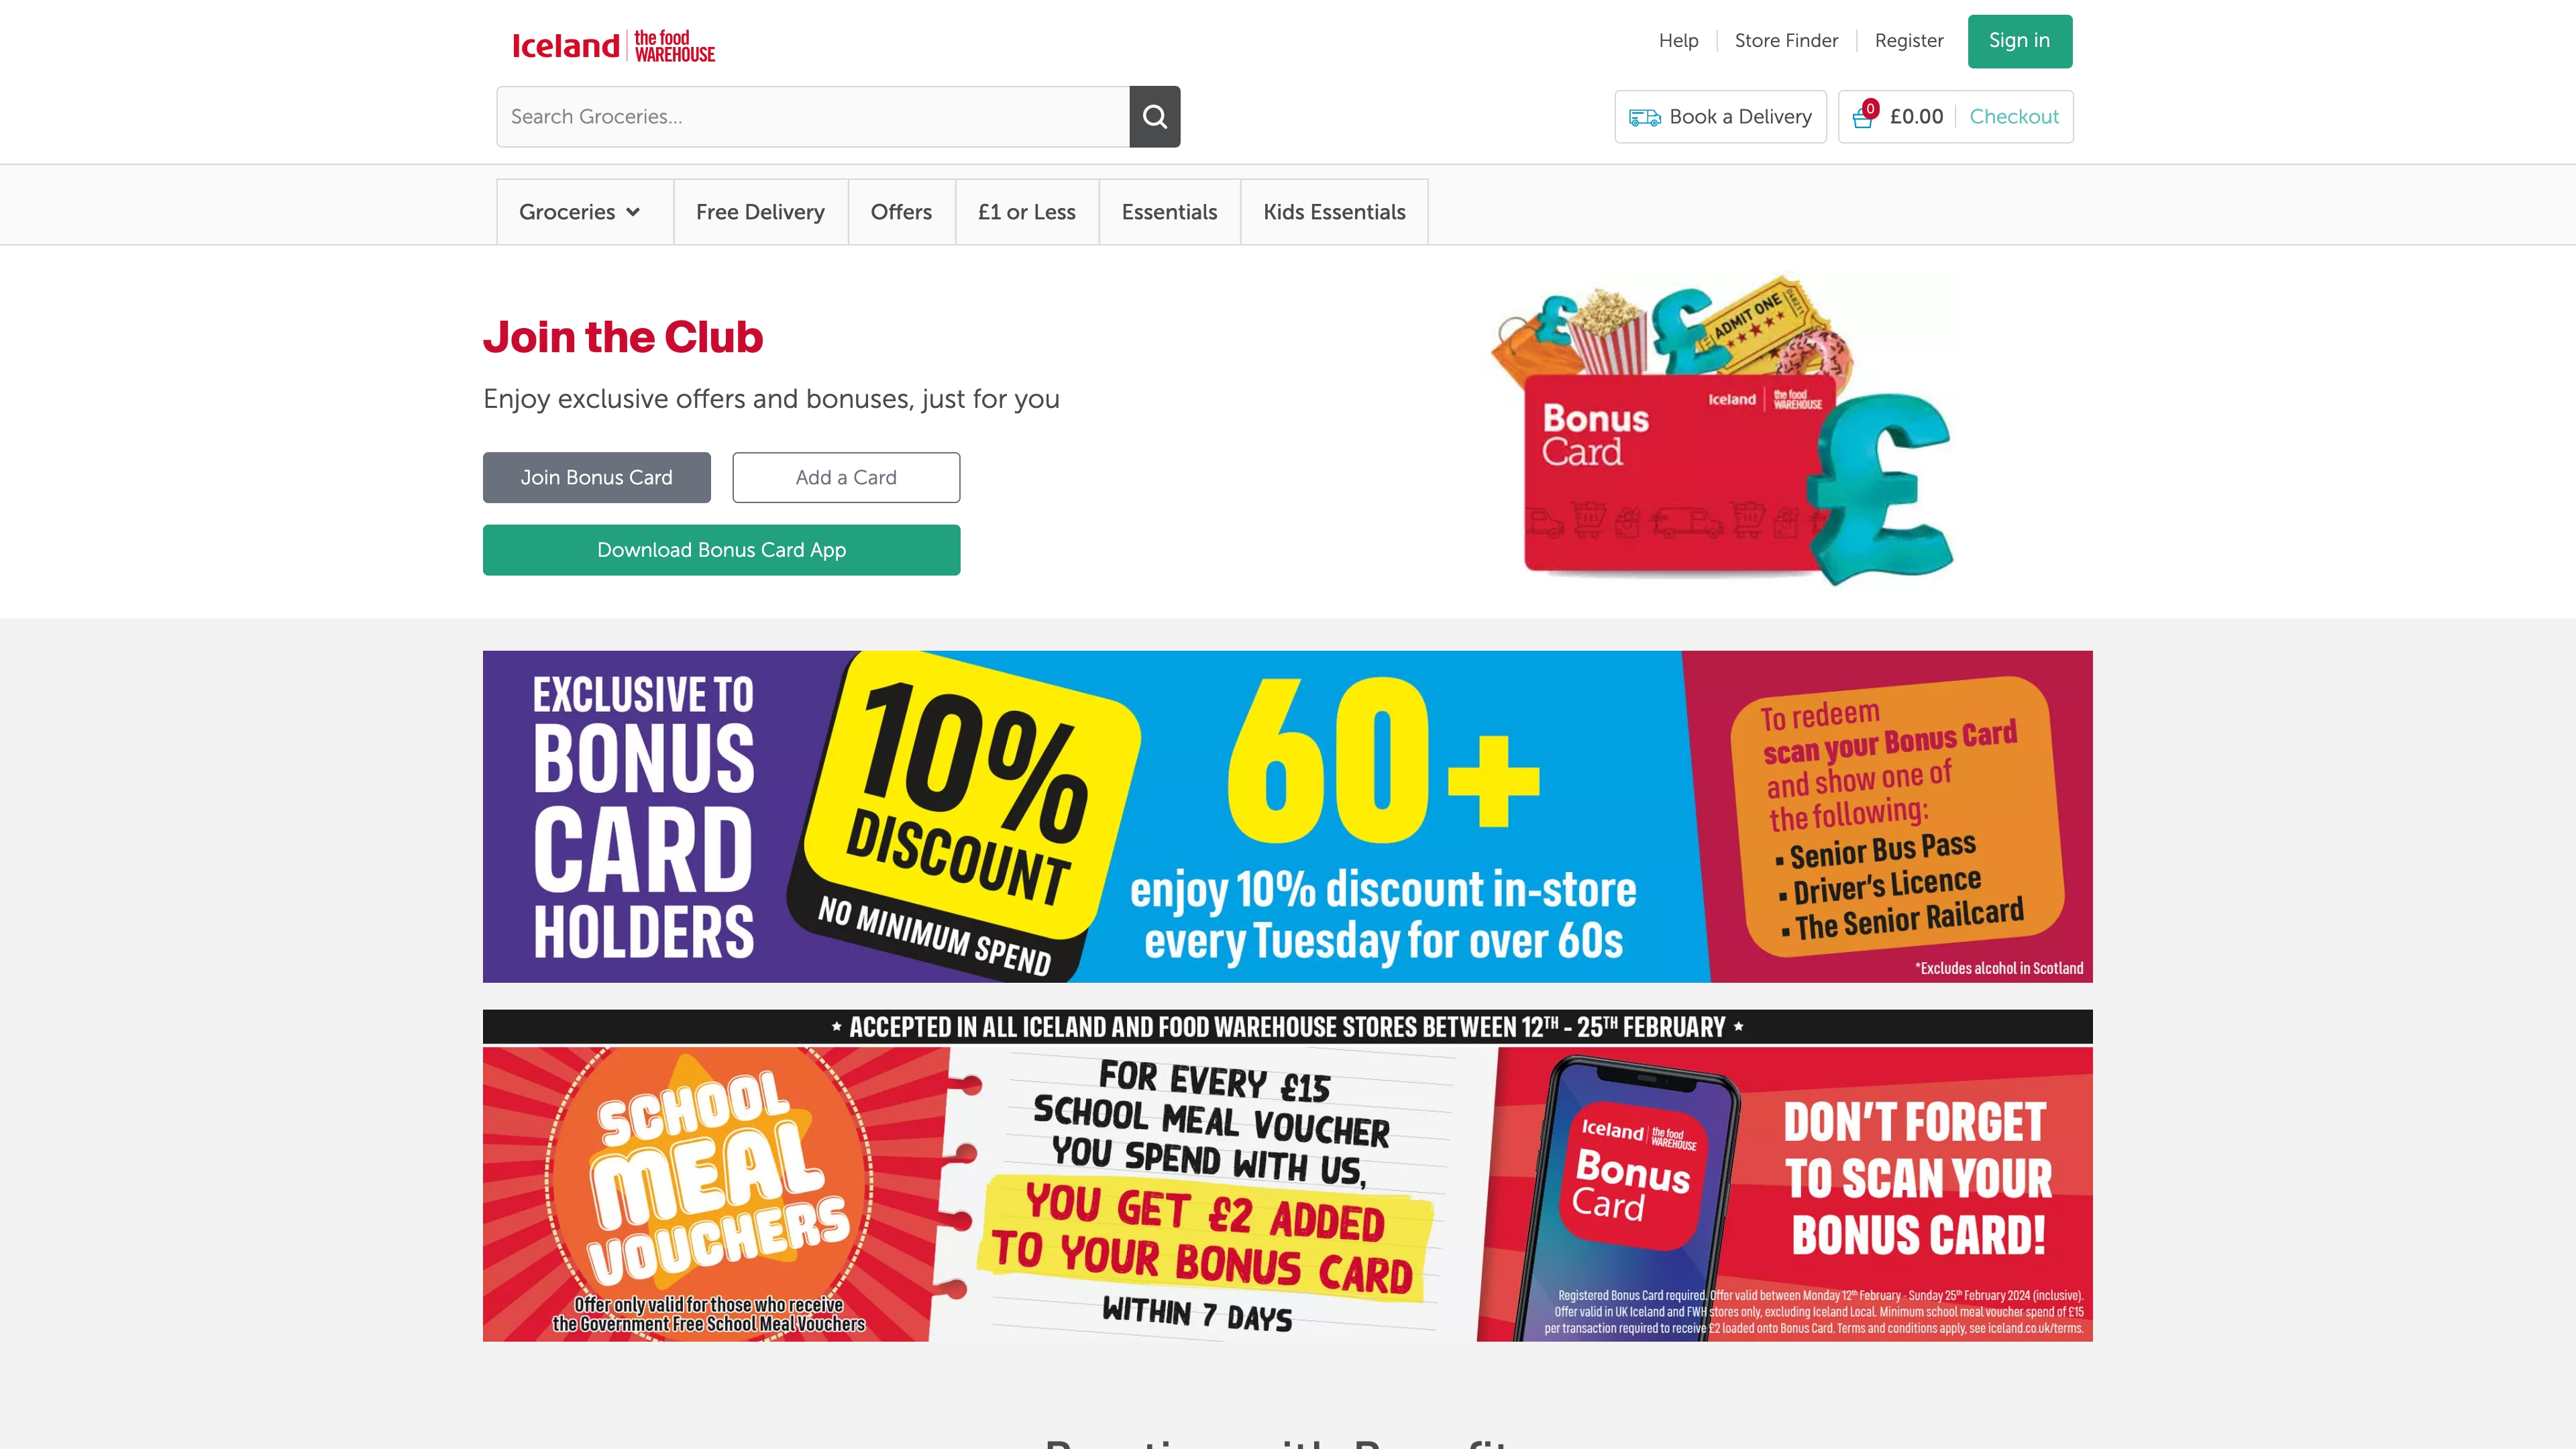 Iceland the food WAREHOUSE
Help
Store Finder
Register
Sign in
Search Groceries...
Book a Delivery
0
£0.00
Checkout
Groceries
Free Delivery
Offers
£1 or Less
Essentials
Kids Essentials
Join the Club
Enjoy exclusive offers and bonuses, just for you
Join Bonus Card
Add a Card
Download Bonus Card App
£
£
ADMIT ONE
Iceland the food WAREHOUSE
Bonus
Card
£
EXCLUSIVE TO
BONUS
CARD
HOLDERS
10%
DISCOUNT
NO MINIMUM SPEND
60+
enjoy 10% discount in-store
every Tuesday for over 60s
To redeem
scan your Bonus Card
and show one of
the following:
▪ Senior Bus Pass
▪ Driver's Licence
▪ The Senior Railcard
*Excludes alcohol in Scotland
★ ACCEPTED IN ALL ICELAND AND FOOD WAREHOUSE STORES BETWEEN 12TH - 25TH FEBRUARY ★
SCHOOL
MEAL
VOUCHERS
Offer only valid for those who receive
the Government Free School Meal Vouchers
FOR EVERY £15
SCHOOL MEAL VOUCHER
YOU SPEND WITH US,
YOU GET £2 ADDED
TO YOUR BONUS CARD
WITHIN 7 DAYS
Iceland the food WAREHOUSE
Bonus
Card
DON'T FORGET
TO SCAN YOUR
BONUS CARD!
Registered Bonus Card required. Offer valid between Monday 12th February - Sunday 25th February 2024 (inclusive).
Offer valid in UK Iceland and FWH stores only, excluding Iceland Local. Minimum school meal voucher spend of £15
per transaction required to receive £2 loaded onto Bonus Card. Terms and conditions apply, see iceland.co.uk/terms.